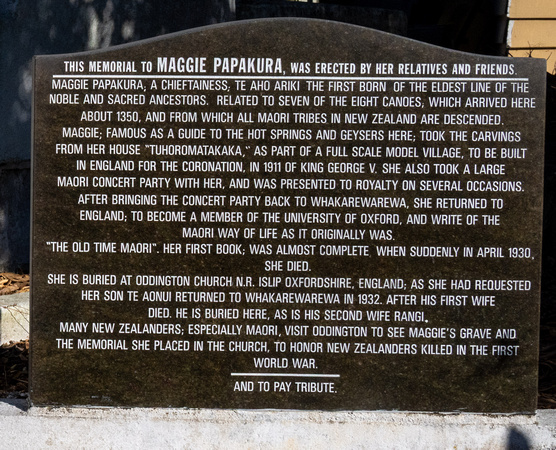 THIS MEMORIAL TO MAGGIE PAPAKURA, WAS ERECTED BY HER RELATIVES AND FRIENDS.
MAGGIE PAPAKURA, A CHIEFTAINESS; TE AHO ARIKI THE FIRST BORN OF THE ELDEST LINE OF THE
NOBLE AND SACRED ANCESTORS. RELATED TO SEVEN OF THE EIGHT CANOES; WHICH ARRIVED HERE
ABOUT 1350, AND FROM WHICH ALL MAORI TRIBES IN NEW ZEALAND ARE DESCENDED.
MAGGIE; FAMOUS AS A GUIDE TO THE HOT SPRINGS AND GEYSERS HERE; TOOK THE CARVINGS
FROM HER HOUSE "TUHOROMATAKAKA," AS PART OF A FULL SCALE MODEL VILLAGE, TO BE BUILT
IN ENGLAND FOR THE CORONATION, IN 1911 OF KING GEORGE V. SHE ALSO TOOK A LARGE
MAORI CONCERT PARTY WITH HER, AND WAS PRESENTED TO ROYALTY ON SEVERAL OCCASIONS.
AFTER BRINGING THE CONCERT PARTY BACK TO WHAKAREWAREWA, SHE RETURNED TO
ENGLAND; TO BECOME A MEMBER OF THE UNIVERSITY OF OXFORD, AND WRITE OF THE
MAORI WAY OF LIFE AS IT ORIGINALLY WAS.
"THE OLD TIME MAORI". HER FIRST BOOK; WAS ALMOST COMPLETE WHEN SUDDENLY IN APRIL 1930,
SHE DIED.
SHE IS BURIED AT ODDINGTON CHURCH N.R. ISLIP OXFORDSHIRE, ENGLAND; AS SHE HAD REQUESTED
HER SON TE AONUI RETURNED TO WHAKAREWAREWA IN 1932. AFTER HIS FIRST WIFE
DIED. HE IS BURIED HERE, AS IS HIS SECOND WIFE RANGI.
MANY NEW ZEALANDERS; ESPECIALLY MAORI, VISIT ODDINGTON TO SEE MAGGIE'S GRAVE AND
THE MEMORIAL SHE PLACED IN THE CHURCH, TO HONOR NEW ZEALANDERS KILLED IN THE FIRST
WORLD WAR.
AND TO PAY TRIBUTE.